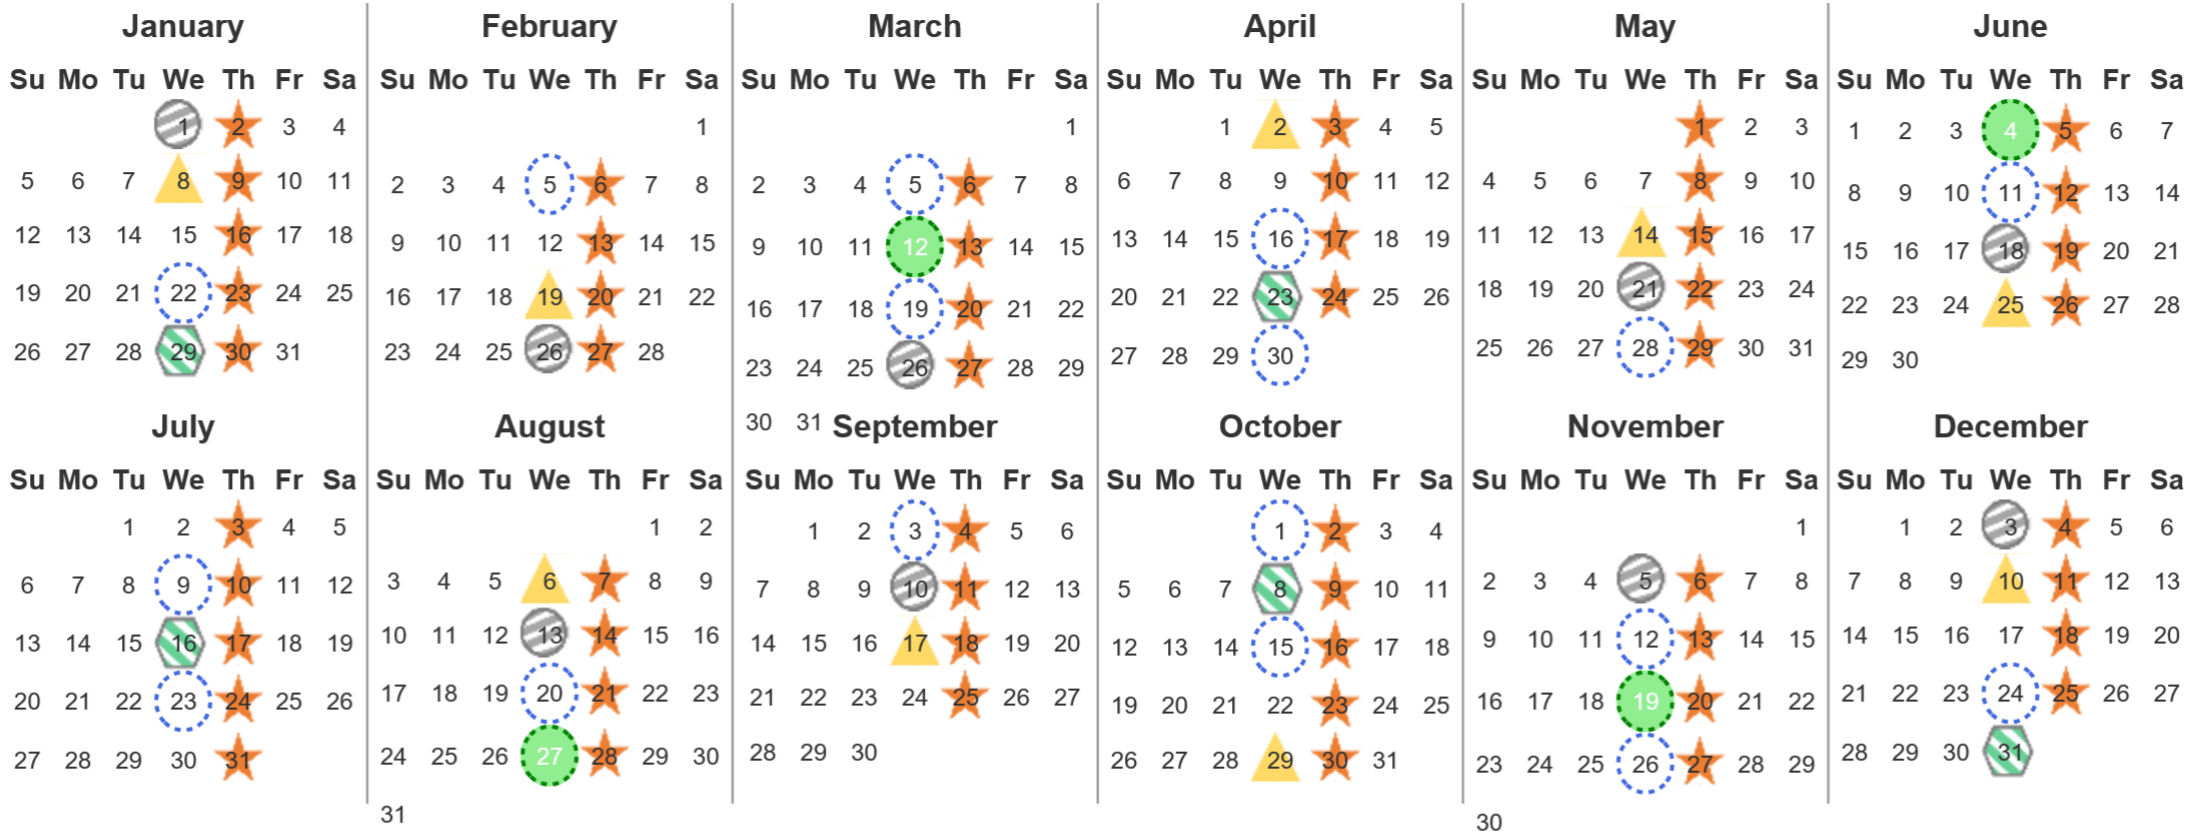 January February March April May June
Su Mo Tu We Th Fr Sa Su Mo Tu We Th Fr Sa Su Mo Tu We Th Fr Sa Su Mo Tu We Th Fr Sa Su Mo Tu We Th Fr Sa Su Mo Tu We Th Fr Sa
1 2 3 4 1 1 1 2 3 4 5 1 2 3 1 2 3 4 5 6 7
5 6 7 8 9 10 11 2 3 4 5 6 7 8 2 3 4 5 6 7 8 6 7 8 9 10 11 12 4 5 6 7 8 9 10 8 9 10 11 12 13 14
12 13 14 15 16 17 18 9 10 11 12 13 14 15 9 10 11 12 13 14 15 13 14 15 16 17 18 19 11 12 13 14 15 16 17 15 16 17 18 19 20 21
19 20 21 22 23 24 25 16 17 18 19 20 21 22 16 17 18 19 20 21 22 20 21 22 23 24 25 26 18 19 20 21 22 23 24 22 23 24 25 26 27 28
26 27 28 29 30 31 23 24 25 26 27 28 23 24 25 26 27 28 29 27 28 29 30 25 26 27 28 29 30 31 29 30
30 31
July August September October November December
Su Mo Tu We Th Fr Sa Su Mo Tu We Th Fr Sa Su Mo Tu We Th Fr Sa Su Mo Tu We Th Fr Sa Su Mo Tu We Th Fr Sa Su Mo Tu We Th Fr Sa
1 2 3 4 5 1 2 1 2 3 4 5 6 1 2 3 4 1 1 2 3 4 5 6
6 7 8 9 10 11 12 3 4 5 6 7 8 9 7 8 9 10 11 12 13 5 6 7 8 9 10 11 2 3 4 5 6 7 8 7 8 9 10 11 12 13
13 14 15 16 17 18 19 10 11 12 13 14 15 16 14 15 16 17 18 19 20 12 13 14 15 16 17 18 9 10 11 12 13 14 15 14 15 16 17 18 19 20
20 21 22 23 24 25 26 17 18 19 20 21 22 23 21 22 23 24 25 26 27 19 20 21 22 23 24 25 16 17 18 19 20 21 22 21 22 23 24 25 26 27
27 28 29 30 31 24 25 26 27 28 29 30 28 29 30 26 27 28 29 30 31 23 24 25 26 27 28 29 28 29 30 31
31 30